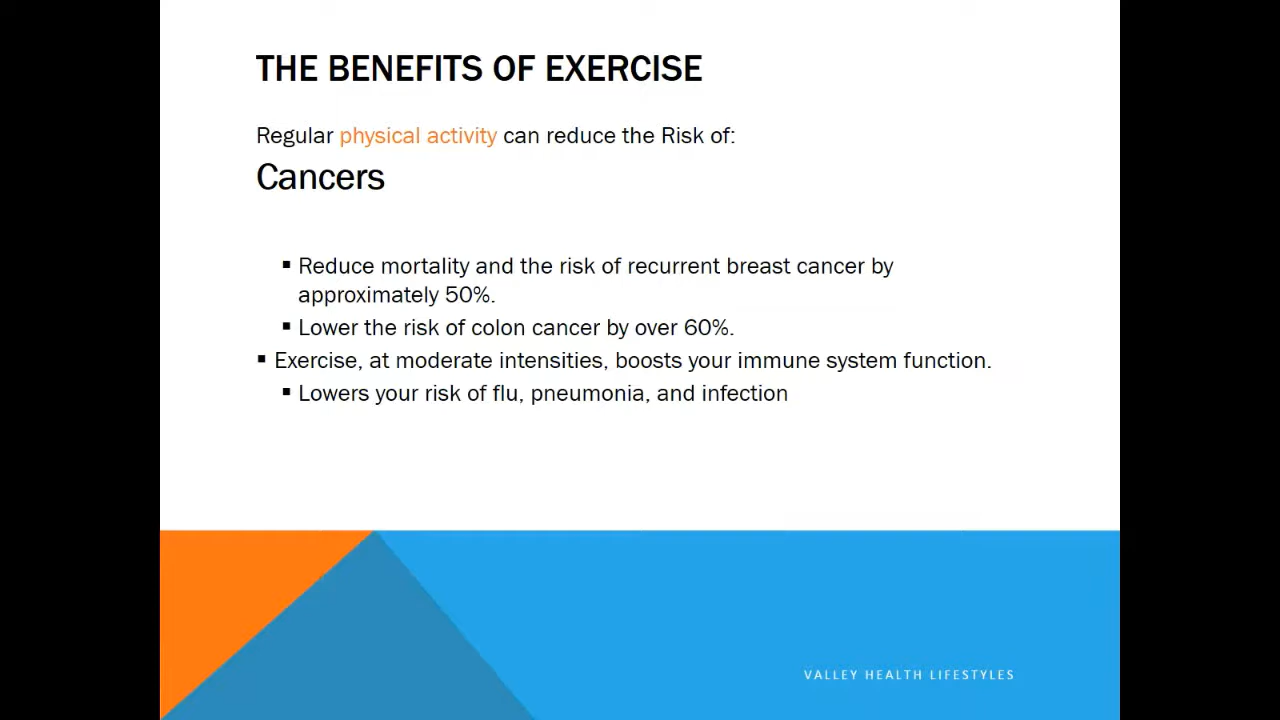 THE BENEFITS OF EXERCISE
Regular physical activity can reduce the Risk of:
Cancers
▪ Reduce mortality and the risk of recurrent breast cancer by
approximately 50%.
▪ Lower the risk of colon cancer by over 60%.
▪ Exercise, at moderate intensities, boosts your immune system function.
▪ Lowers your risk of flu, pneumonia, and infection
VALLEY HEALTH LIFESTYLES